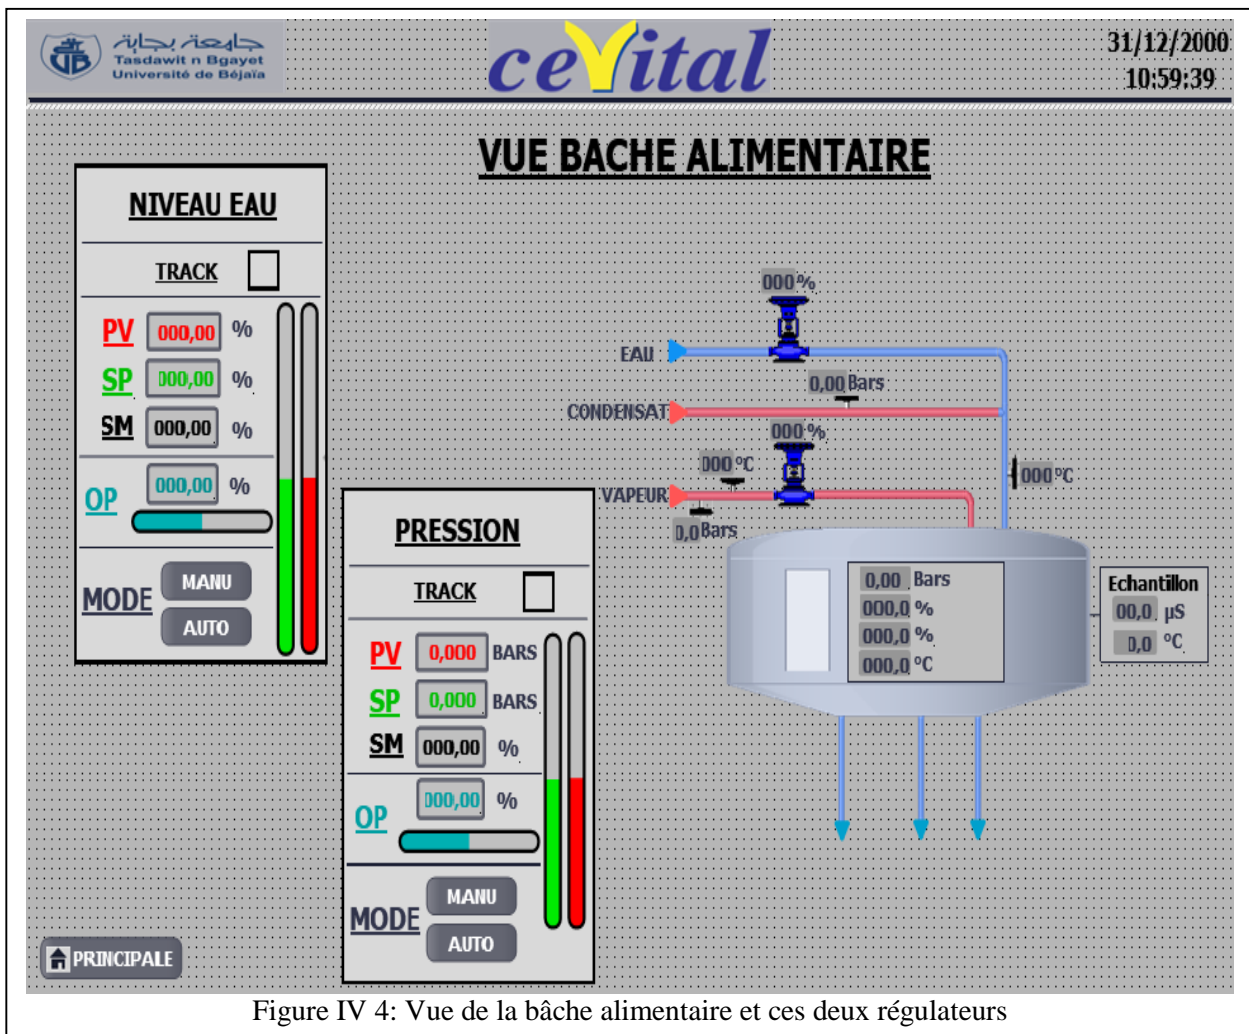 جامعة بجاية
Tasdawit n Bgayet
Université de Béjaïa
cevital
31/12/2000
10:59:39
VUE BACHE ALIMENTAIRE
NIVEAU EAU
TRACK
PV 000,00 %
SP 000,00 %
SM 000,00 %
OP 000,00 %
MODE
MANU
AUTO
PRESSION
TRACK
PV 0,000 BARS
SP 0,000 BARS
SM 000,00 %
OP 000,00 %
MODE
MANU
AUTO
000 %
EAU
0,00 Bars
CONDENSAT
000 %
000 °C
VAPEUR
0,0 Bars
000 °C
0,00 Bars
000,0 %
000,0 %
000,0 °C
Echantillon
00,0 µS
0,0 °C
PRINCIPALE
Figure IV 4: Vue de la bâche alimentaire et ces deux régulateurs